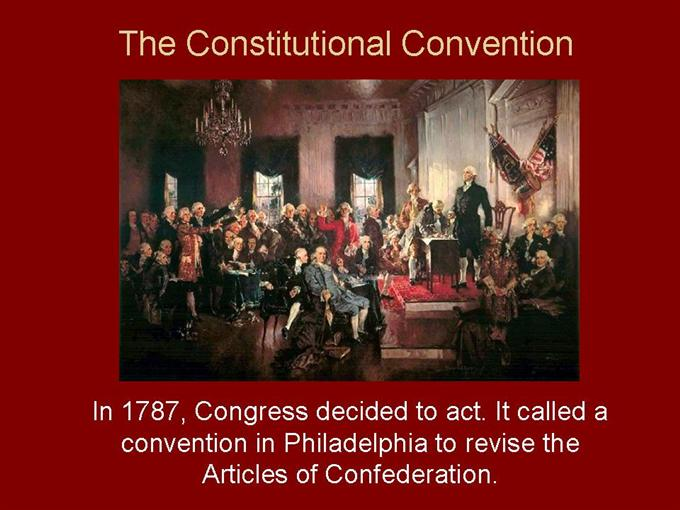 The Constitutional Convention
In 1787, Congress decided to act. It called a
convention in Philadelphia to revise the
Articles of Confederation.